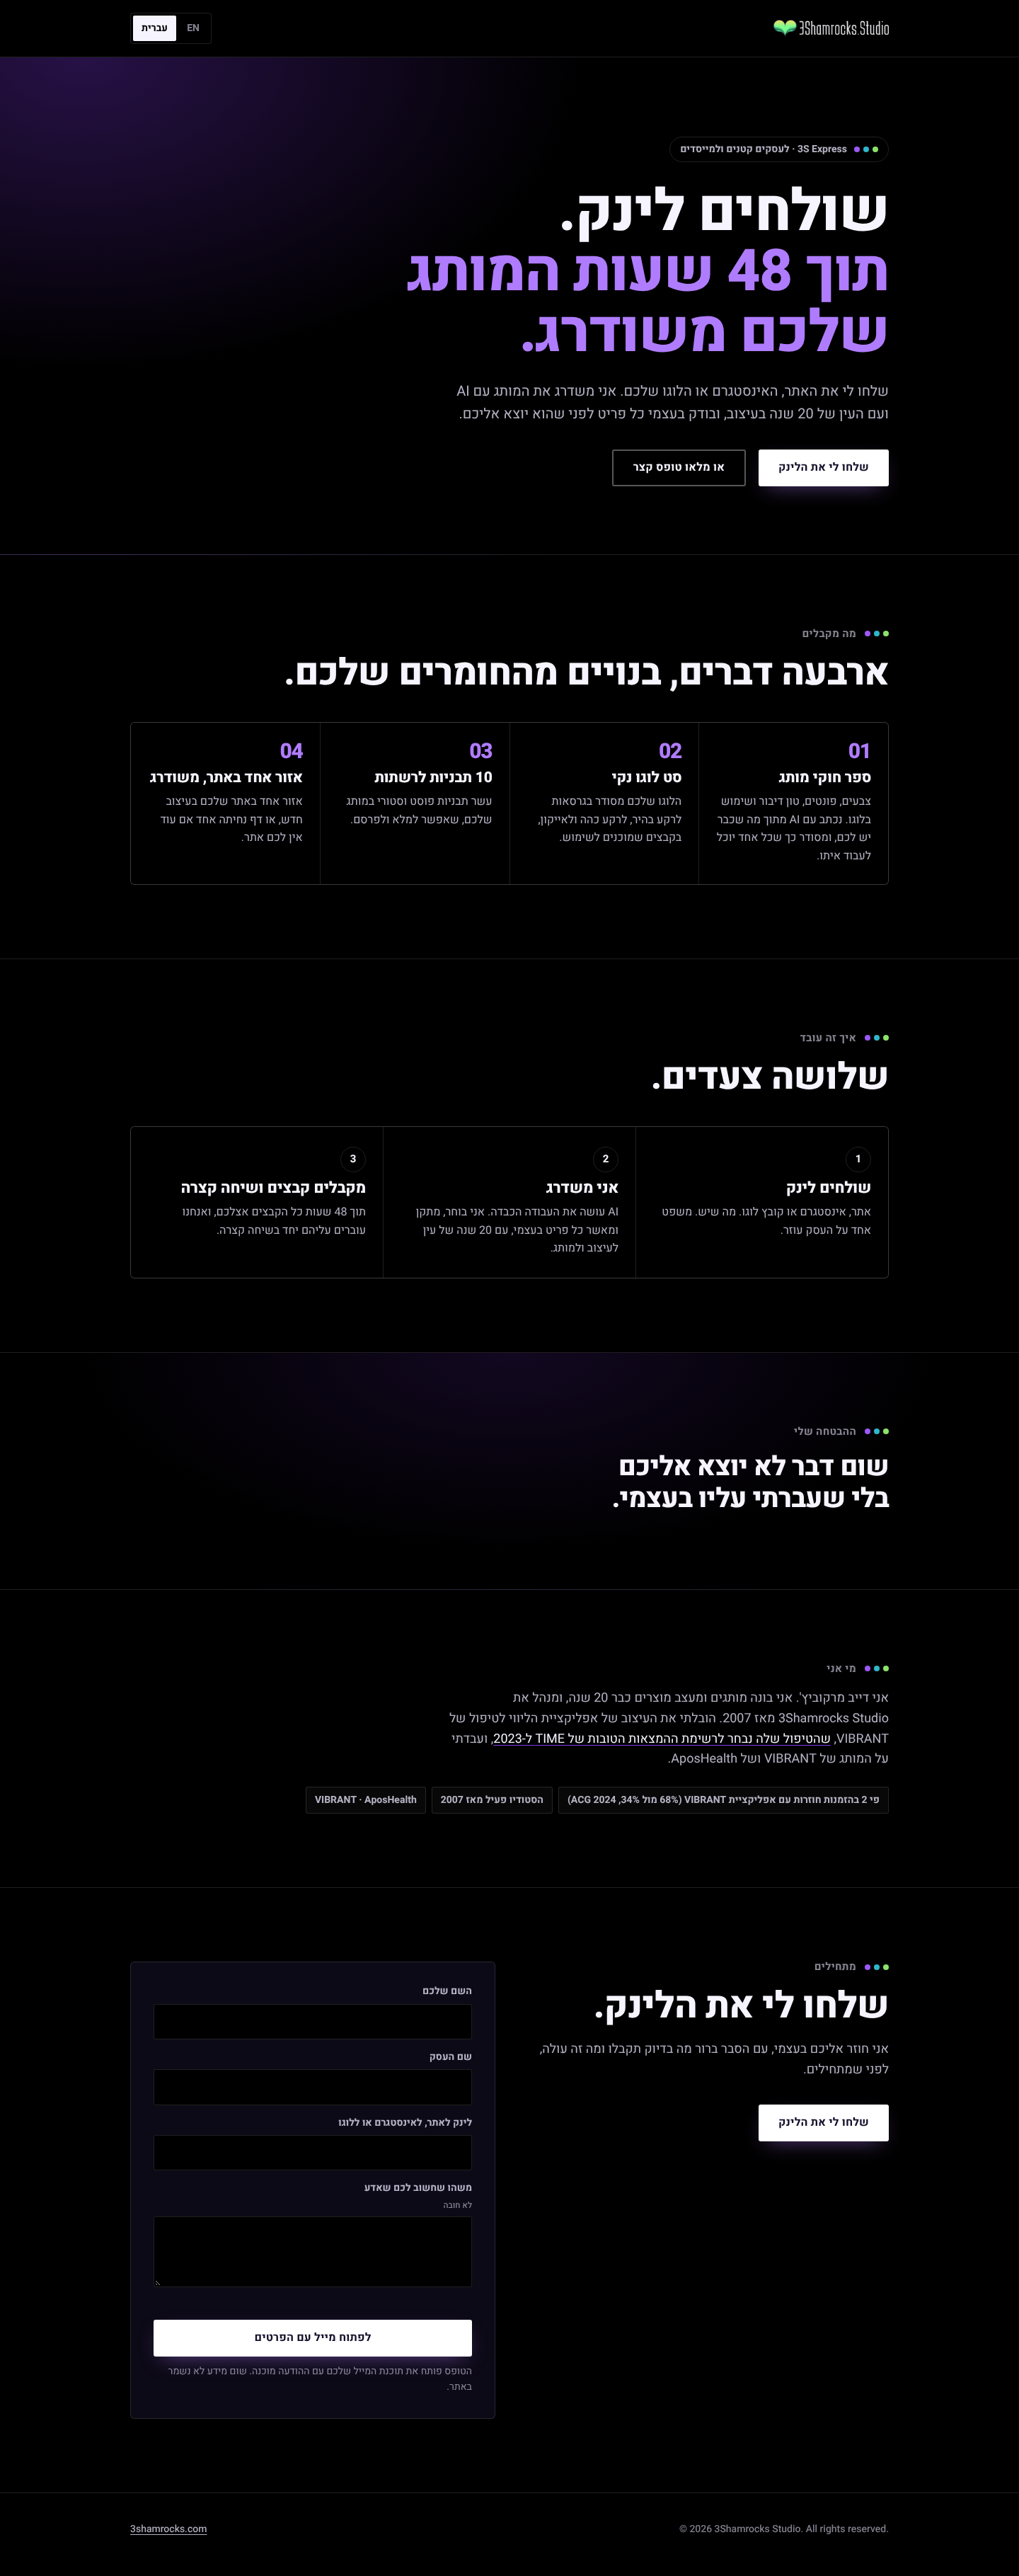 3Shamrocks.Studio
EN
עברית
3S Express · לעסקים קטנים ולמייסדים
שולחים לינק.
תוך 48 שעות המותג
שלכם משודרג.
שלחו לי את האתר, האינסטגרם או הלוגו שלכם. אני משדרג את המותג עם AI
ועם העין של 20 שנה בעיצוב, ובודק בעצמי כל פריט לפני שהוא יוצא אליכם.
שלחו לי את הלינק
או מלאו טופס קצר
מה מקבלים
ארבעה דברים, בנויים מהחומרים שלכם.
01
ספר חוקי מותג
צבעים, פונטים, טון דיבור ושימוש
בלוגו. נכתב עם AI מתוך מה שכבר
יש לכם, ומסודר כך שכל אחד יוכל
לעבוד איתו.
02
סט לוגו נקי
הלוגו שלכם מסודר בגרסאות
לרקע בהיר, לרקע כהה ולאייקון,
בקבצים שמוכנים לשימוש.
03
10 תבניות לרשתות
עשר תבניות פוסט וסטורי במותג
שלכם, שאפשר למלא ולפרסם.
04
אזור אחד באתר, משודרג
אזור אחד באתר שלכם בעיצוב
חדש, או דף נחיתה אחד אם עוד
אין לכם אתר.
איך זה עובד
שלושה צעדים.
1
שולחים לינק
אתר, אינסטגרם או קובץ לוגו. מה שיש. משפט
אחד על העסק עוזר.
2
אני משדרג
AI עושה את העבודה הכבדה. אני בוחר, מתקן
ומאשר כל פריט בעצמי, עם 20 שנה של עין
לעיצוב ולמותג.
3
מקבלים קבצים ושיחה קצרה
תוך 48 שעות כל הקבצים אצלכם, ואנחנו
עוברים עליהם יחד בשיחה קצרה.
ההבטחה שלי
שום דבר לא יוצא אליכם
בלי שעברתי עליו בעצמי.
מי אני
אני דייב מרקוביץ'. אני בונה מותגים ומעצב מוצרים כבר 20 שנה, ומנהל את
3Shamrocks Studio מאז 2007. הובלתי את העיצוב של אפליקציית הליווי לטיפול של
VIBRANT, שהטיפול שלה נבחר לרשימת ההמצאות הטובות של TIME ל-2023, ועבדתי
על המותג של VIBRANT ושל AposHealth.
פי 2 בהזמנות חוזרות עם אפליקציית VIBRANT (68% מול 34%, ACG 2024)
הסטודיו פעיל מאז 2007
VIBRANT · AposHealth
מתחילים
שלחו לי את הלינק.
אני חוזר אליכם בעצמי, עם הסבר ברור מה בדיוק תקבלו ומה זה עולה,
לפני שמתחילים.
שלחו לי את הלינק
השם שלכם
שם העסק
לינק לאתר, לאינסטגרם או ללוגו
משהו שחשוב לכם שאדע
לא חובה
לפתוח מייל עם הפרטים
הטופס פותח את תוכנת המייל שלכם עם ההודעה מוכנה. שום מידע לא נשמר
באתר.
© 2026 3Shamrocks Studio. All rights reserved.
3shamrocks.com